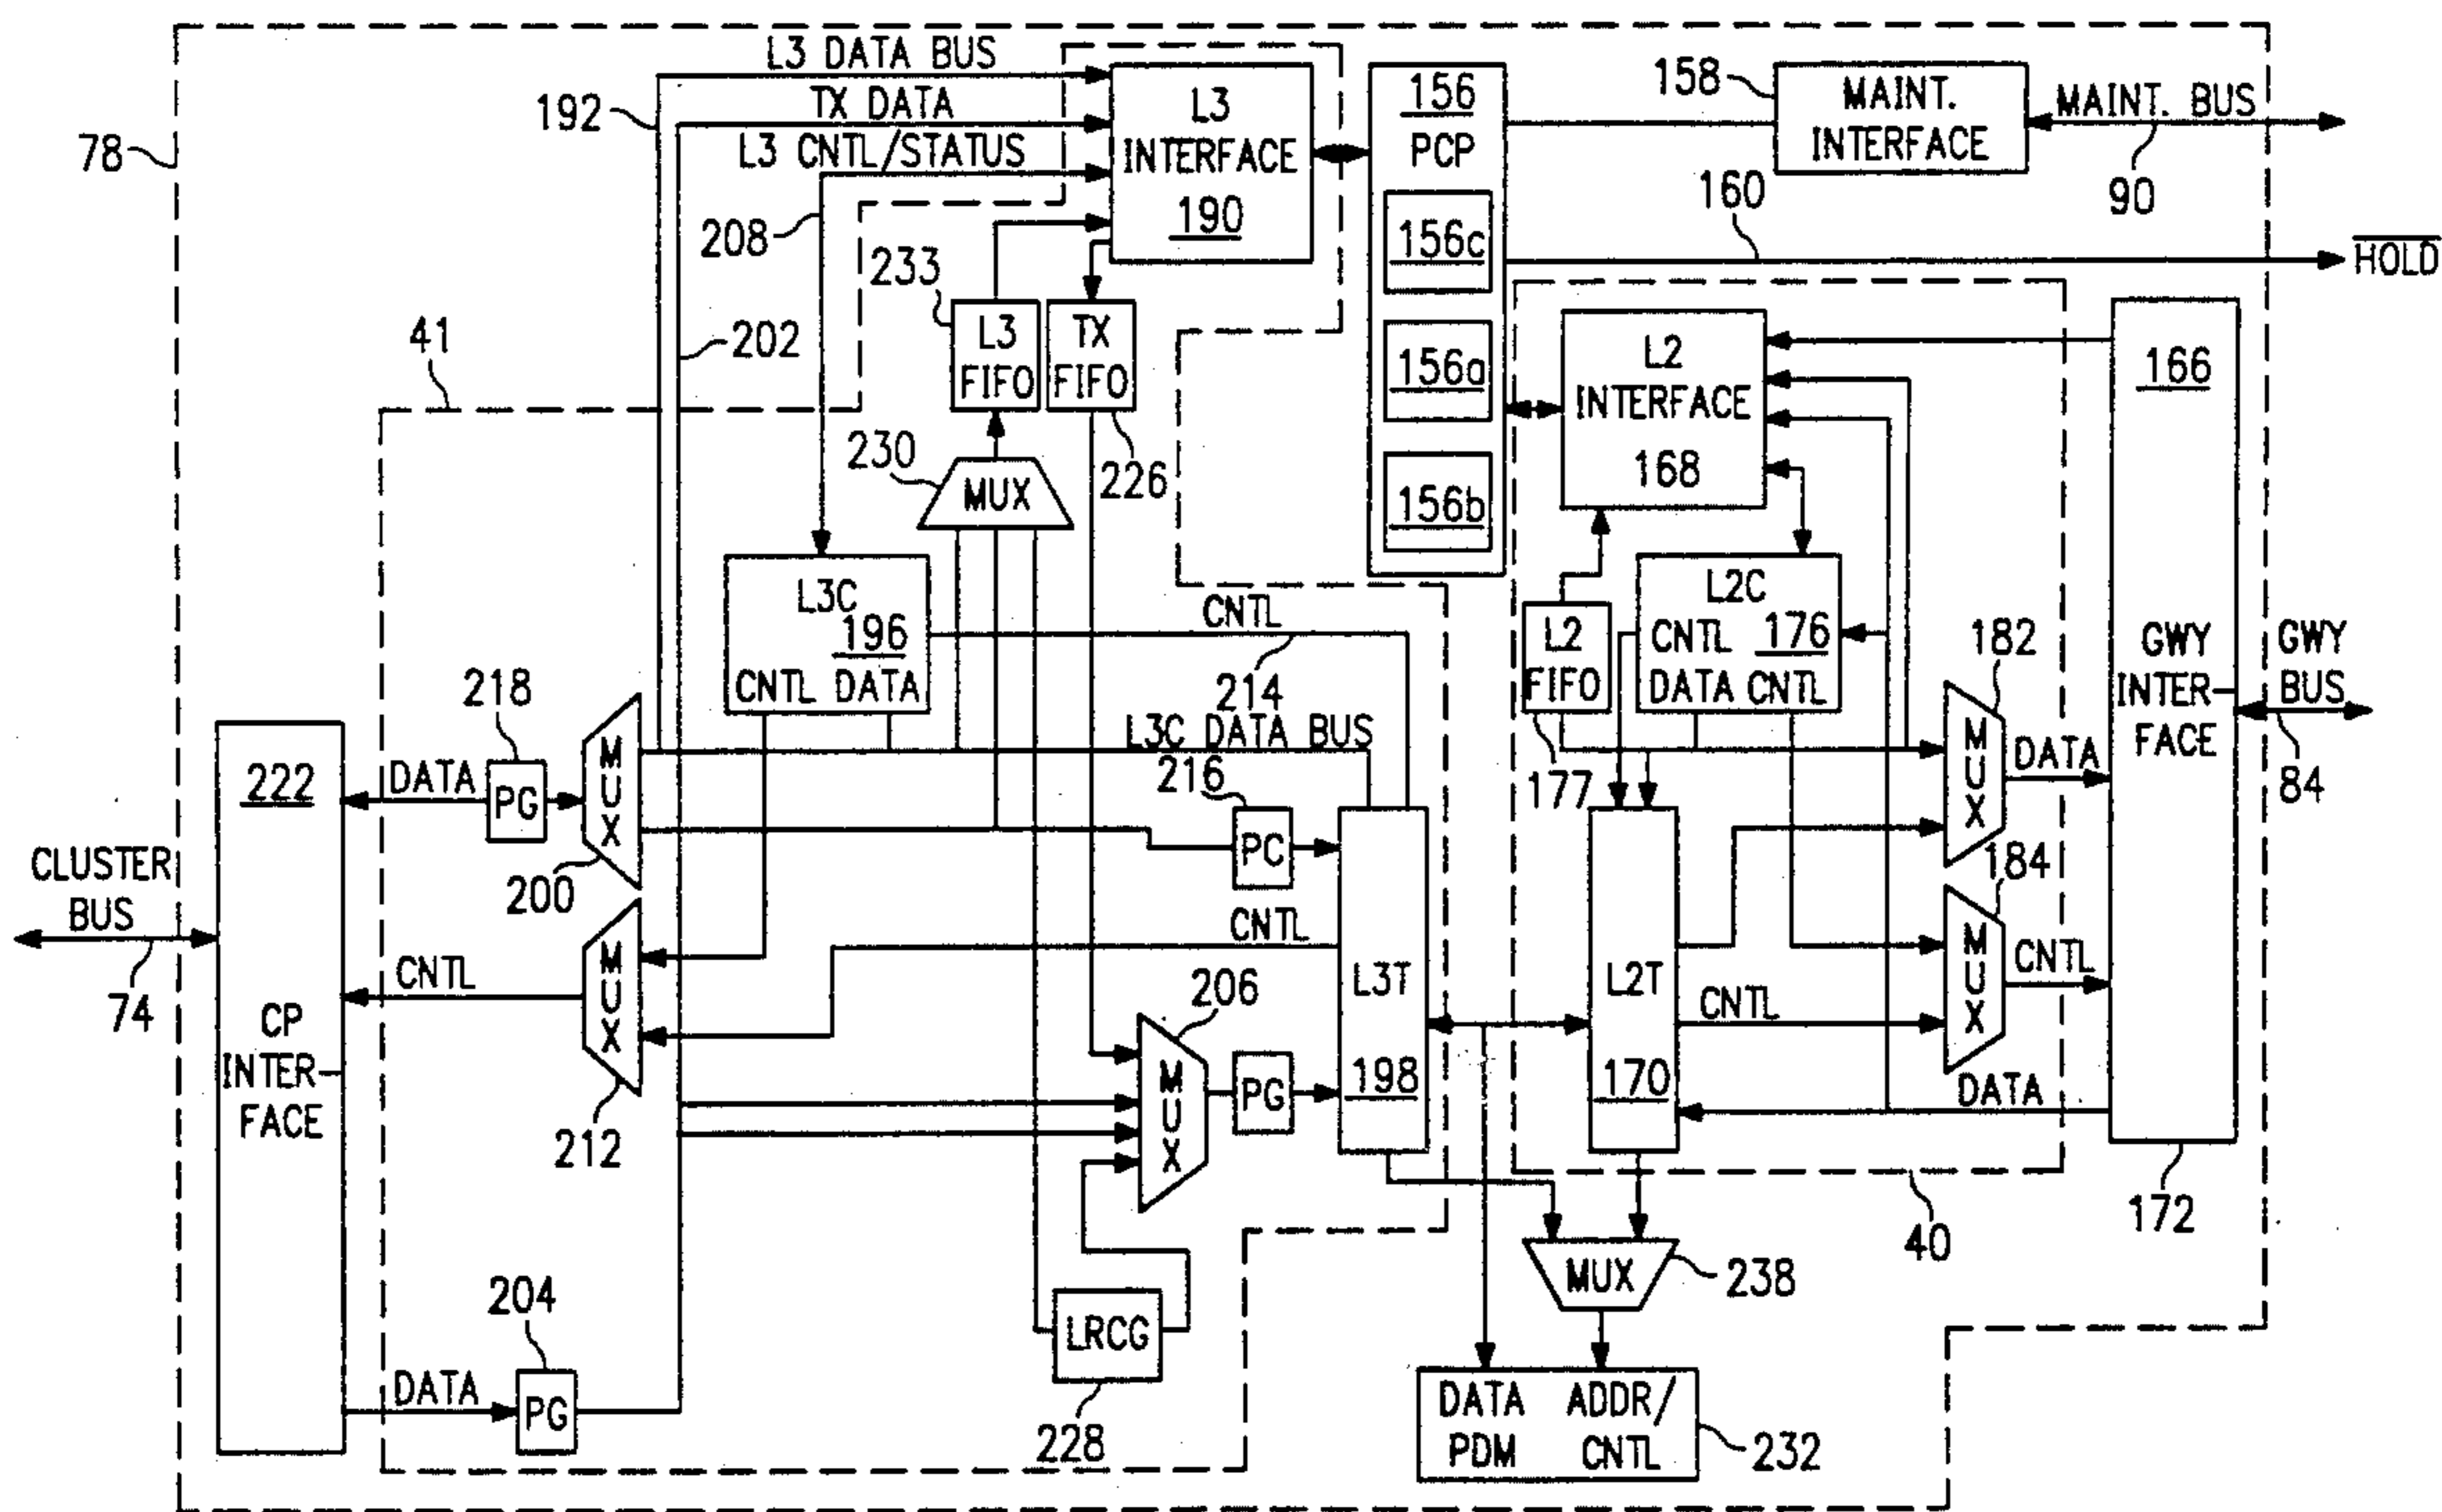 L3 DATA BUS
192
TX DATA
L3 CNTL/STATUS
78
L3
INTERFACE
190
156
PCP
156c
156a
156b
158
MAINT.
INTERFACE
MAINT. BUS
90
160
HOLD
208
233
202
41
L3
FIFO
TX
FIFO
226
230
MUX
L2
INTERFACE
168
166
GWY
INTER-
FACE
GWY
BUS
84
172
L3C
196
CNTL DATA
CNTL
214
L3C DATA BUS
L2
FIFO
177
L2C
CNTL 176
DATA CNTL
182
MUX
DATA
184
MUX
CNTL
218
DATA
PG
MUX
200
216
PC
222
CP
INTER-
FACE
CLUSTER
BUS
74
CNTL
MUX
212
CNTL
206
MUX
PG
L3T
198
L2T
170
CNTL
DATA
40
204
DATA
PG
LRCG
228
MUX
238
DATA ADDR/
PDM CNTL
232